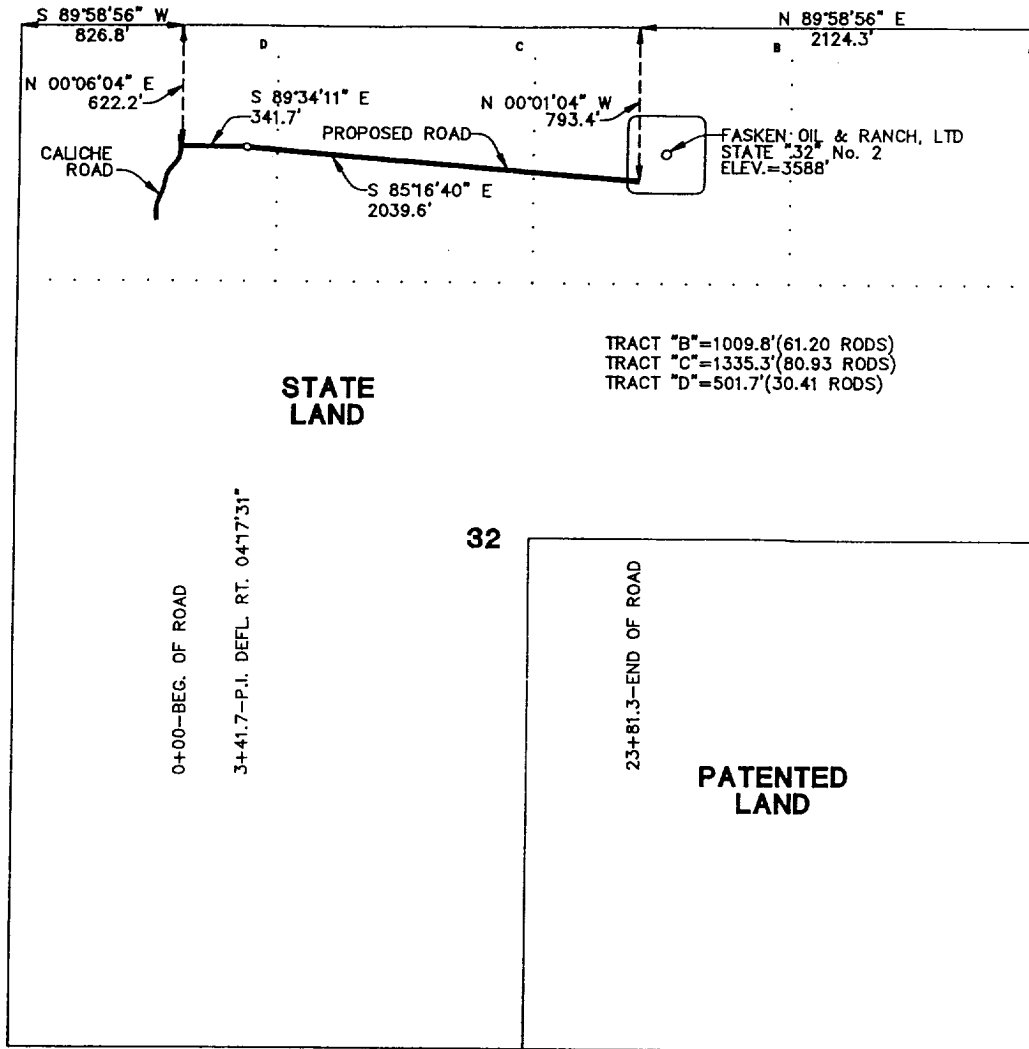 S 89°58'56" W
826.8'
N 89°58'56" E
2124.3'
D
C
B
N 00°06'04" E
622.2'
S 89°34'11" E
341.7'
N 00°01'04" W
793.4'
PROPOSED ROAD
CALICHE
ROAD
S 85°16'40" E
2039.6'
FASKEN OIL & RANCH, LTD
STATE "32" No. 2
ELEV.=3588'
TRACT "B"=1009.8'(61.20 RODS)
TRACT "C"=1335.3'(80.93 RODS)
TRACT "D"=501.7'(30.41 RODS)
STATE
LAND
32
0+00-BEG. OF ROAD
3+41.7-P.I. DEFL. RT. 04°17'31"
23+81.3-END OF ROAD
PATENTED
LAND